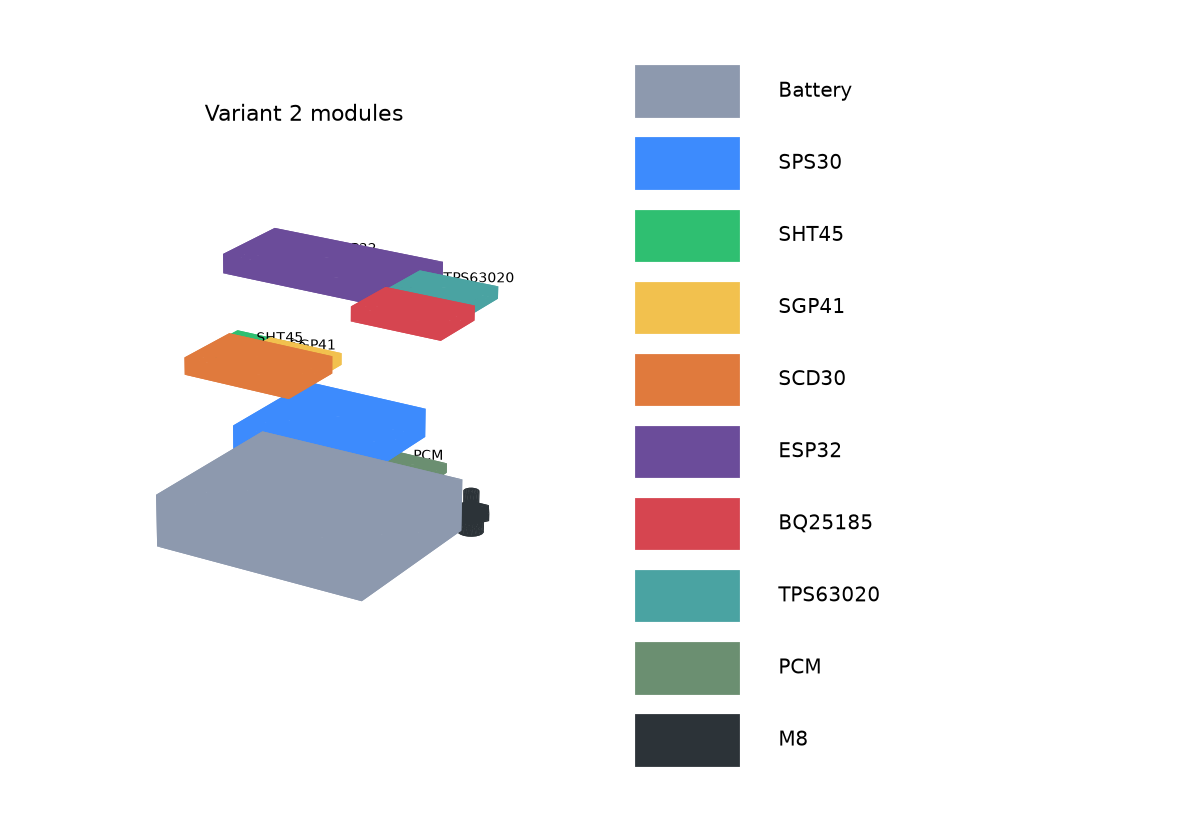 Variant 2 modules
TPS63020
SHT45
PCM
Battery
SPS30
SHT45
SGP41
SCD30
ESP32
BQ25185
TPS63020
PCM
M8